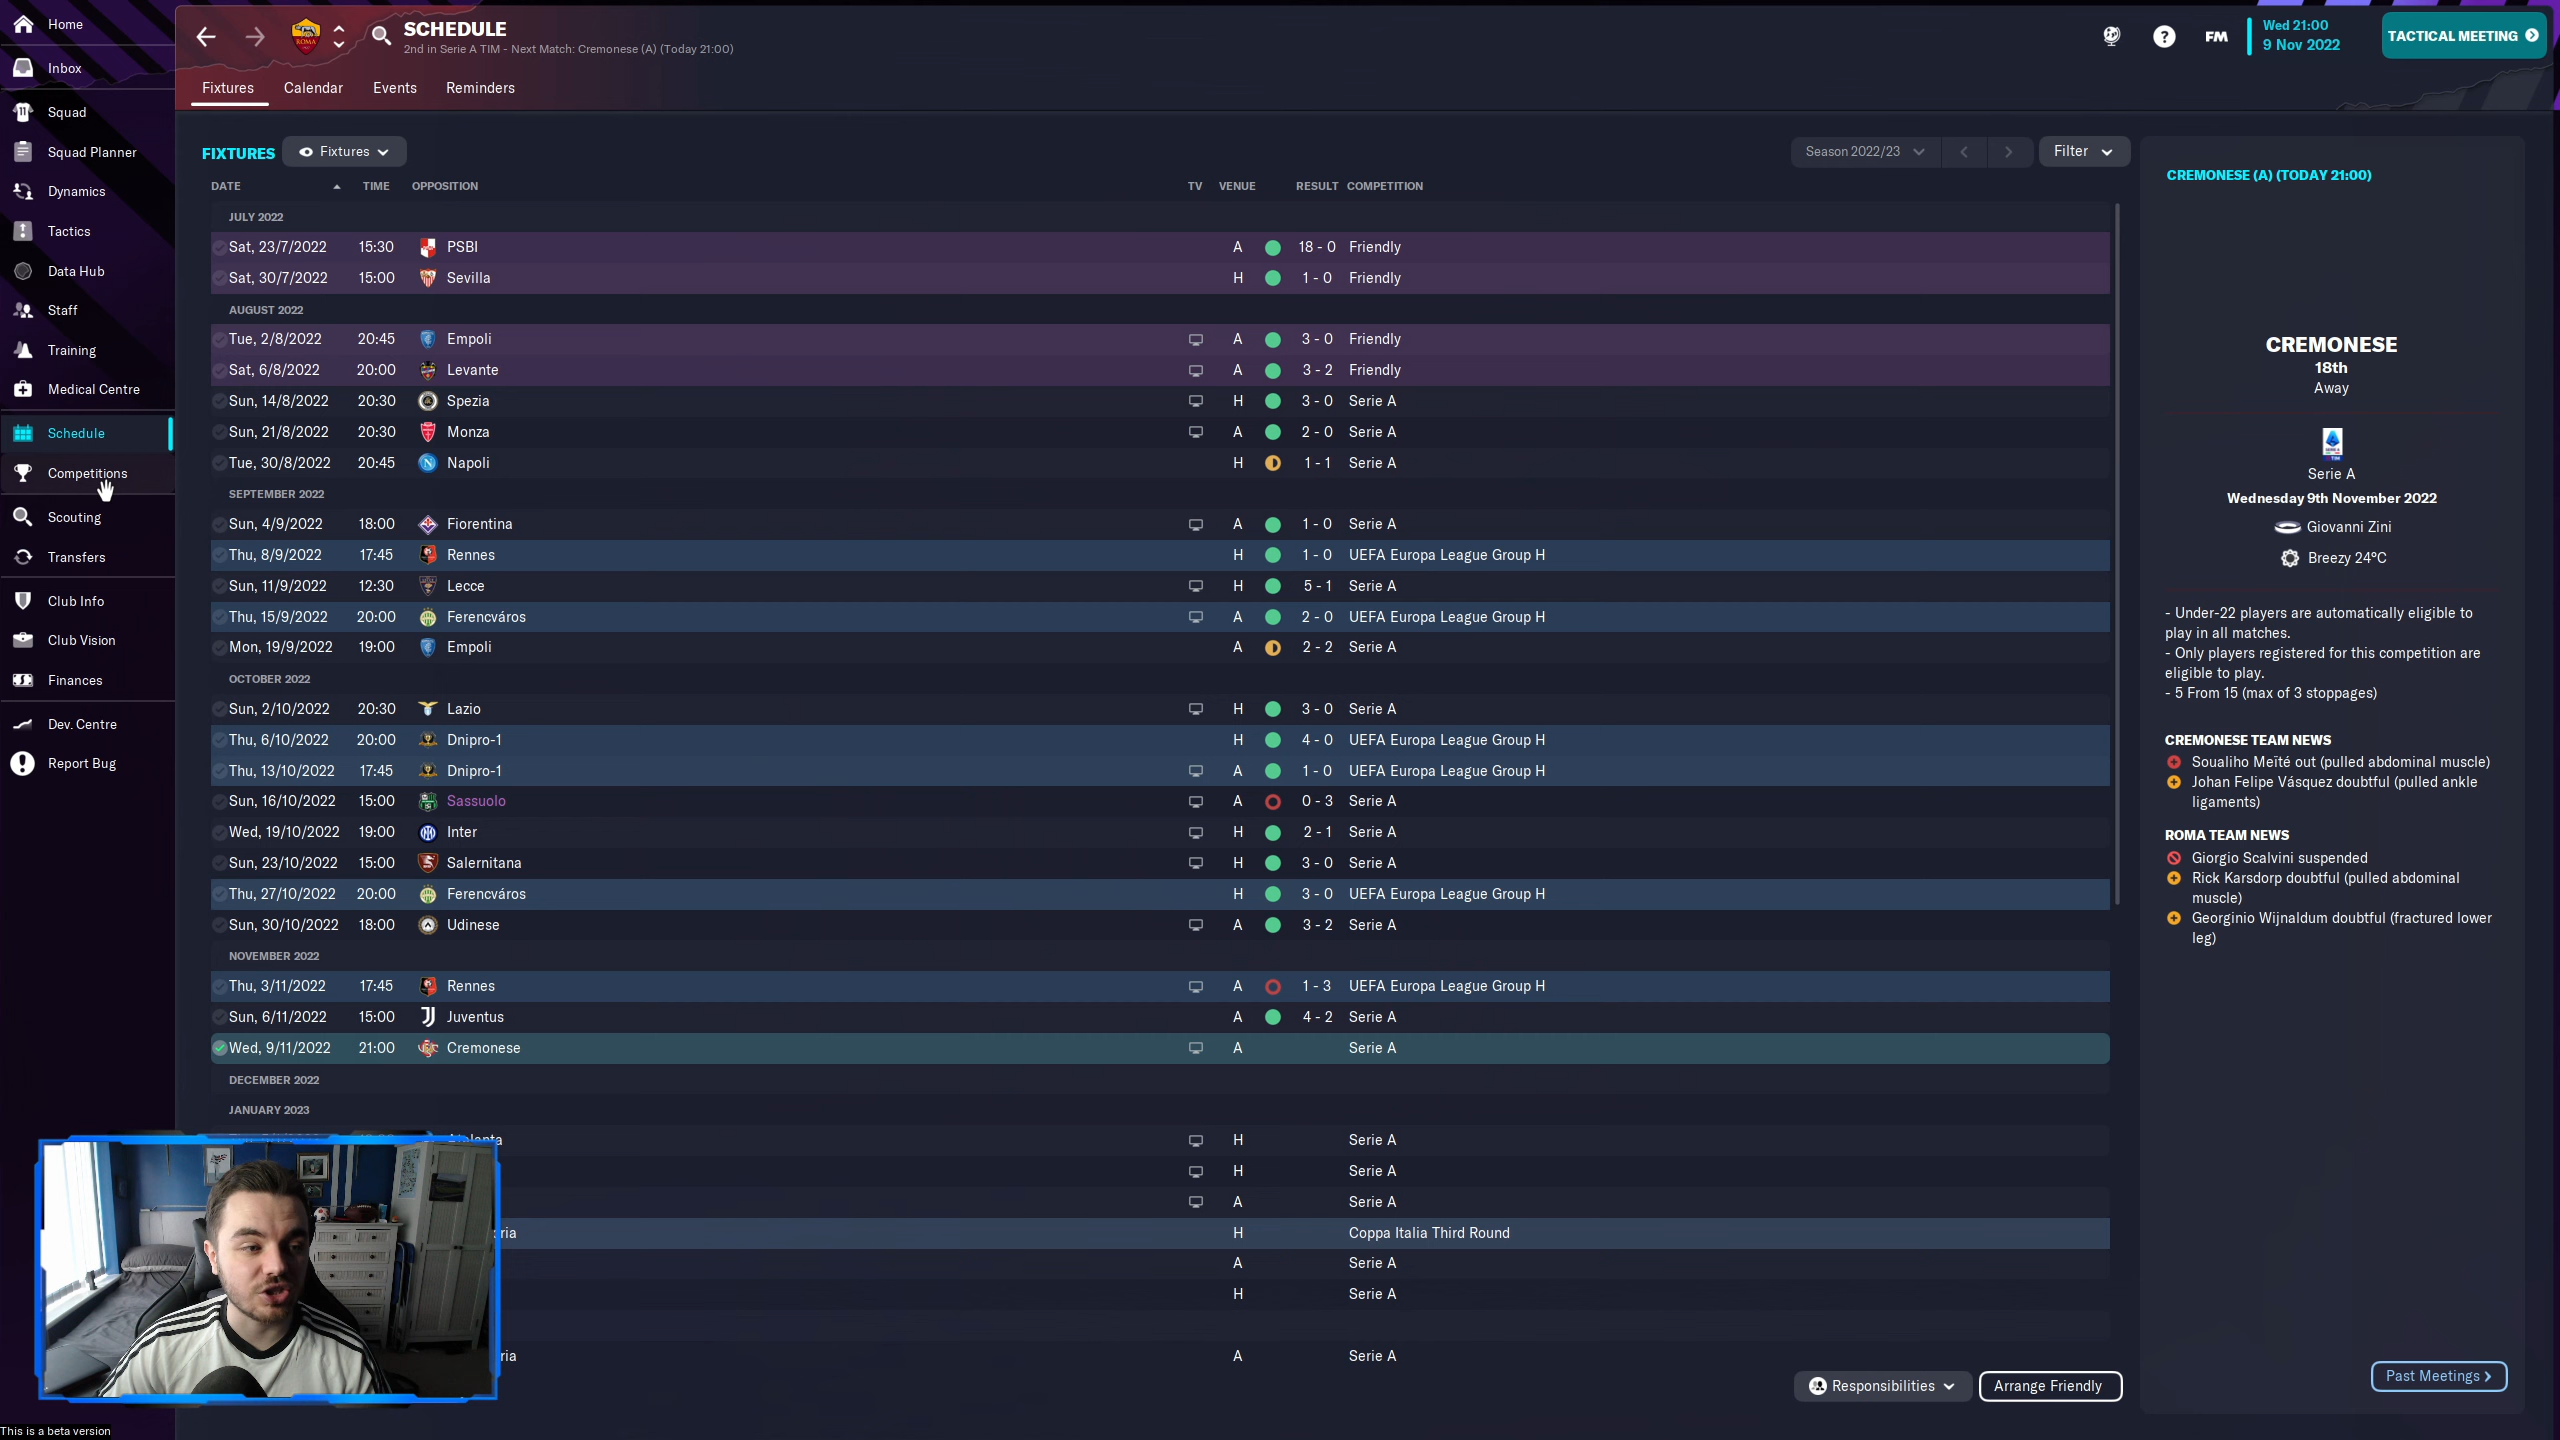 Home
Inbox
Squad
Squad Planner
Dynamics
Tactics
Data Hub
Staff
Training
Medical Centre
Schedule
Competitions
Scouting
Transfers
Club Info
Club Vision
Finances
Dev. Centre
Report Bug
SCHEDULE
2nd in Serie A TIM - Next Match: Cremonese (A) (Today 21:00)
FM
Wed 21:00
9 Nov 2022
TACTICAL MEETING
Fixtures Calendar Events Reminders
FIXTURES Fixtures Season 2022/23 Filter
DATE TIME OPPOSITION TV VENUE RESULT COMPETITION
JULY 2022
Sat, 23/7/2022 15:30 PSBI A 18 - 0 Friendly
Sat, 30/7/2022 15:00 Sevilla H 1 - 0 Friendly
AUGUST 2022
Tue, 2/8/2022 20:45 Empoli A 3 - 0 Friendly
Sat, 6/8/2022 20:00 Levante A 3 - 2 Friendly
Sun, 14/8/2022 20:30 Spezia H 3 - 0 Serie A
Sun, 21/8/2022 20:30 Monza A 2 - 0 Serie A
Tue, 30/8/2022 20:45 Napoli H 1 - 1 Serie A
SEPTEMBER 2022
Sun, 4/9/2022 18:00 Fiorentina A 1 - 0 Serie A
Thu, 8/9/2022 17:45 Rennes H 1 - 0 UEFA Europa League Group H
Sun, 11/9/2022 12:30 Lecce H 5 - 1 Serie A
Thu, 15/9/2022 20:00 Ferencváros A 2 - 0 UEFA Europa League Group H
Mon, 19/9/2022 19:00 Empoli A 2 - 2 Serie A
OCTOBER 2022
Sun, 2/10/2022 20:30 Lazio H 3 - 0 Serie A
Thu, 6/10/2022 20:00 Dnipro-1 H 4 - 0 UEFA Europa League Group H
Thu, 13/10/2022 17:45 Dnipro-1 A 1 - 0 UEFA Europa League Group H
Sun, 16/10/2022 15:00 Sassuolo A 0 - 3 Serie A
Wed, 19/10/2022 19:00 Inter H 2 - 1 Serie A
Sun, 23/10/2022 15:00 Salernitana H 3 - 0 Serie A
Thu, 27/10/2022 20:00 Ferencváros H 3 - 0 UEFA Europa League Group H
Sun, 30/10/2022 18:00 Udinese A 3 - 2 Serie A
NOVEMBER 2022
Thu, 3/11/2022 17:45 Rennes A 1 - 3 UEFA Europa League Group H
Sun, 6/11/2022 15:00 Juventus A 4 - 2 Serie A
Wed, 9/11/2022 21:00 Cremonese A Serie A
DECEMBER 2022
JANUARY 2023
H Serie A
H Serie A
A Serie A
ria H Coppa Italia Third Round
A Serie A
H Serie A
ria A Serie A
Responsibilities Arrange Friendly
CREMONESE (A) (TODAY 21:00)
CREMONESE
18th
Away
Serie A
Wednesday 9th November 2022
Giovanni Zini
Breezy 24°C
- Under-22 players are automatically eligible to
play in all matches.
- Only players registered for this competition are
eligible to play.
- 5 From 15 (max of 3 stoppages)
CREMONESE TEAM NEWS
Soualiho Meïté out (pulled abdominal muscle)
Johan Felipe Vásquez doubtful (pulled ankle
ligaments)
ROMA TEAM NEWS
Giorgio Scalvini suspended
Rick Karsdorp doubtful (pulled abdominal
muscle)
Georginio Wijnaldum doubtful (fractured lower
leg)
Past Meetings
This is a beta version